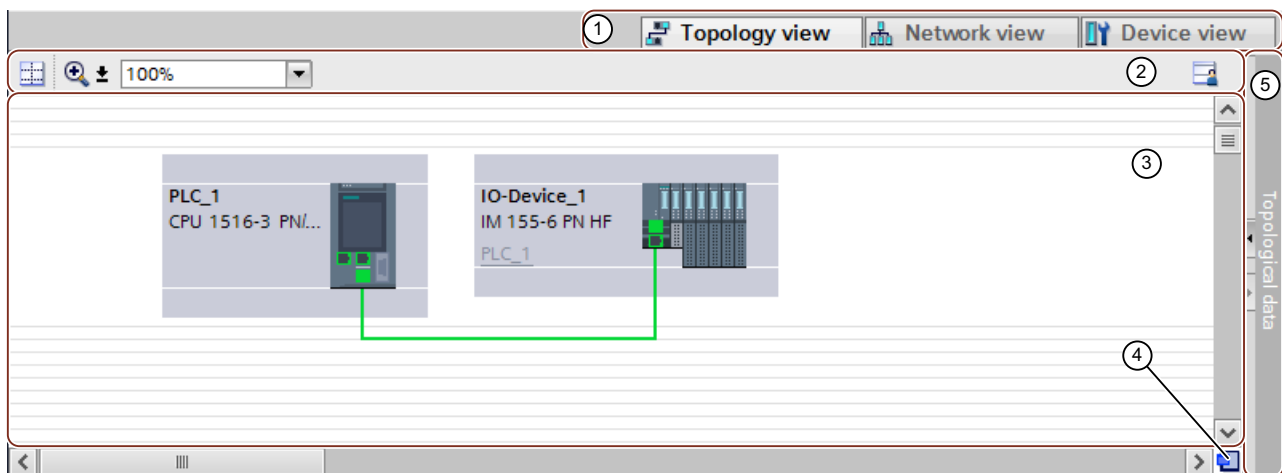 1
Topology view
Network view
Device view
100%
2
5
3
PLC_1
CPU 1516-3 PN/...
IO-Device_1
IM 155-6 PN HF
PLC_1
Topological data
4